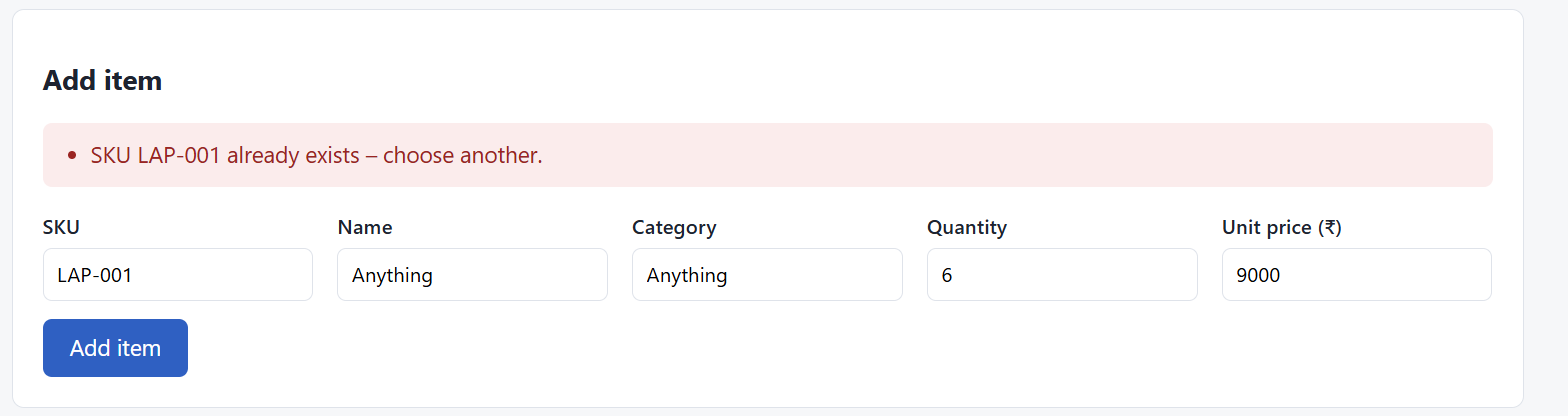 Add item
SKU LAP-001 already exists – choose another.
SKU Name Category Quantity Unit price (₹)
LAP-001 Anything Anything 6 9000
Add item